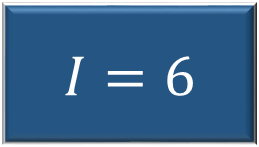 I = 6